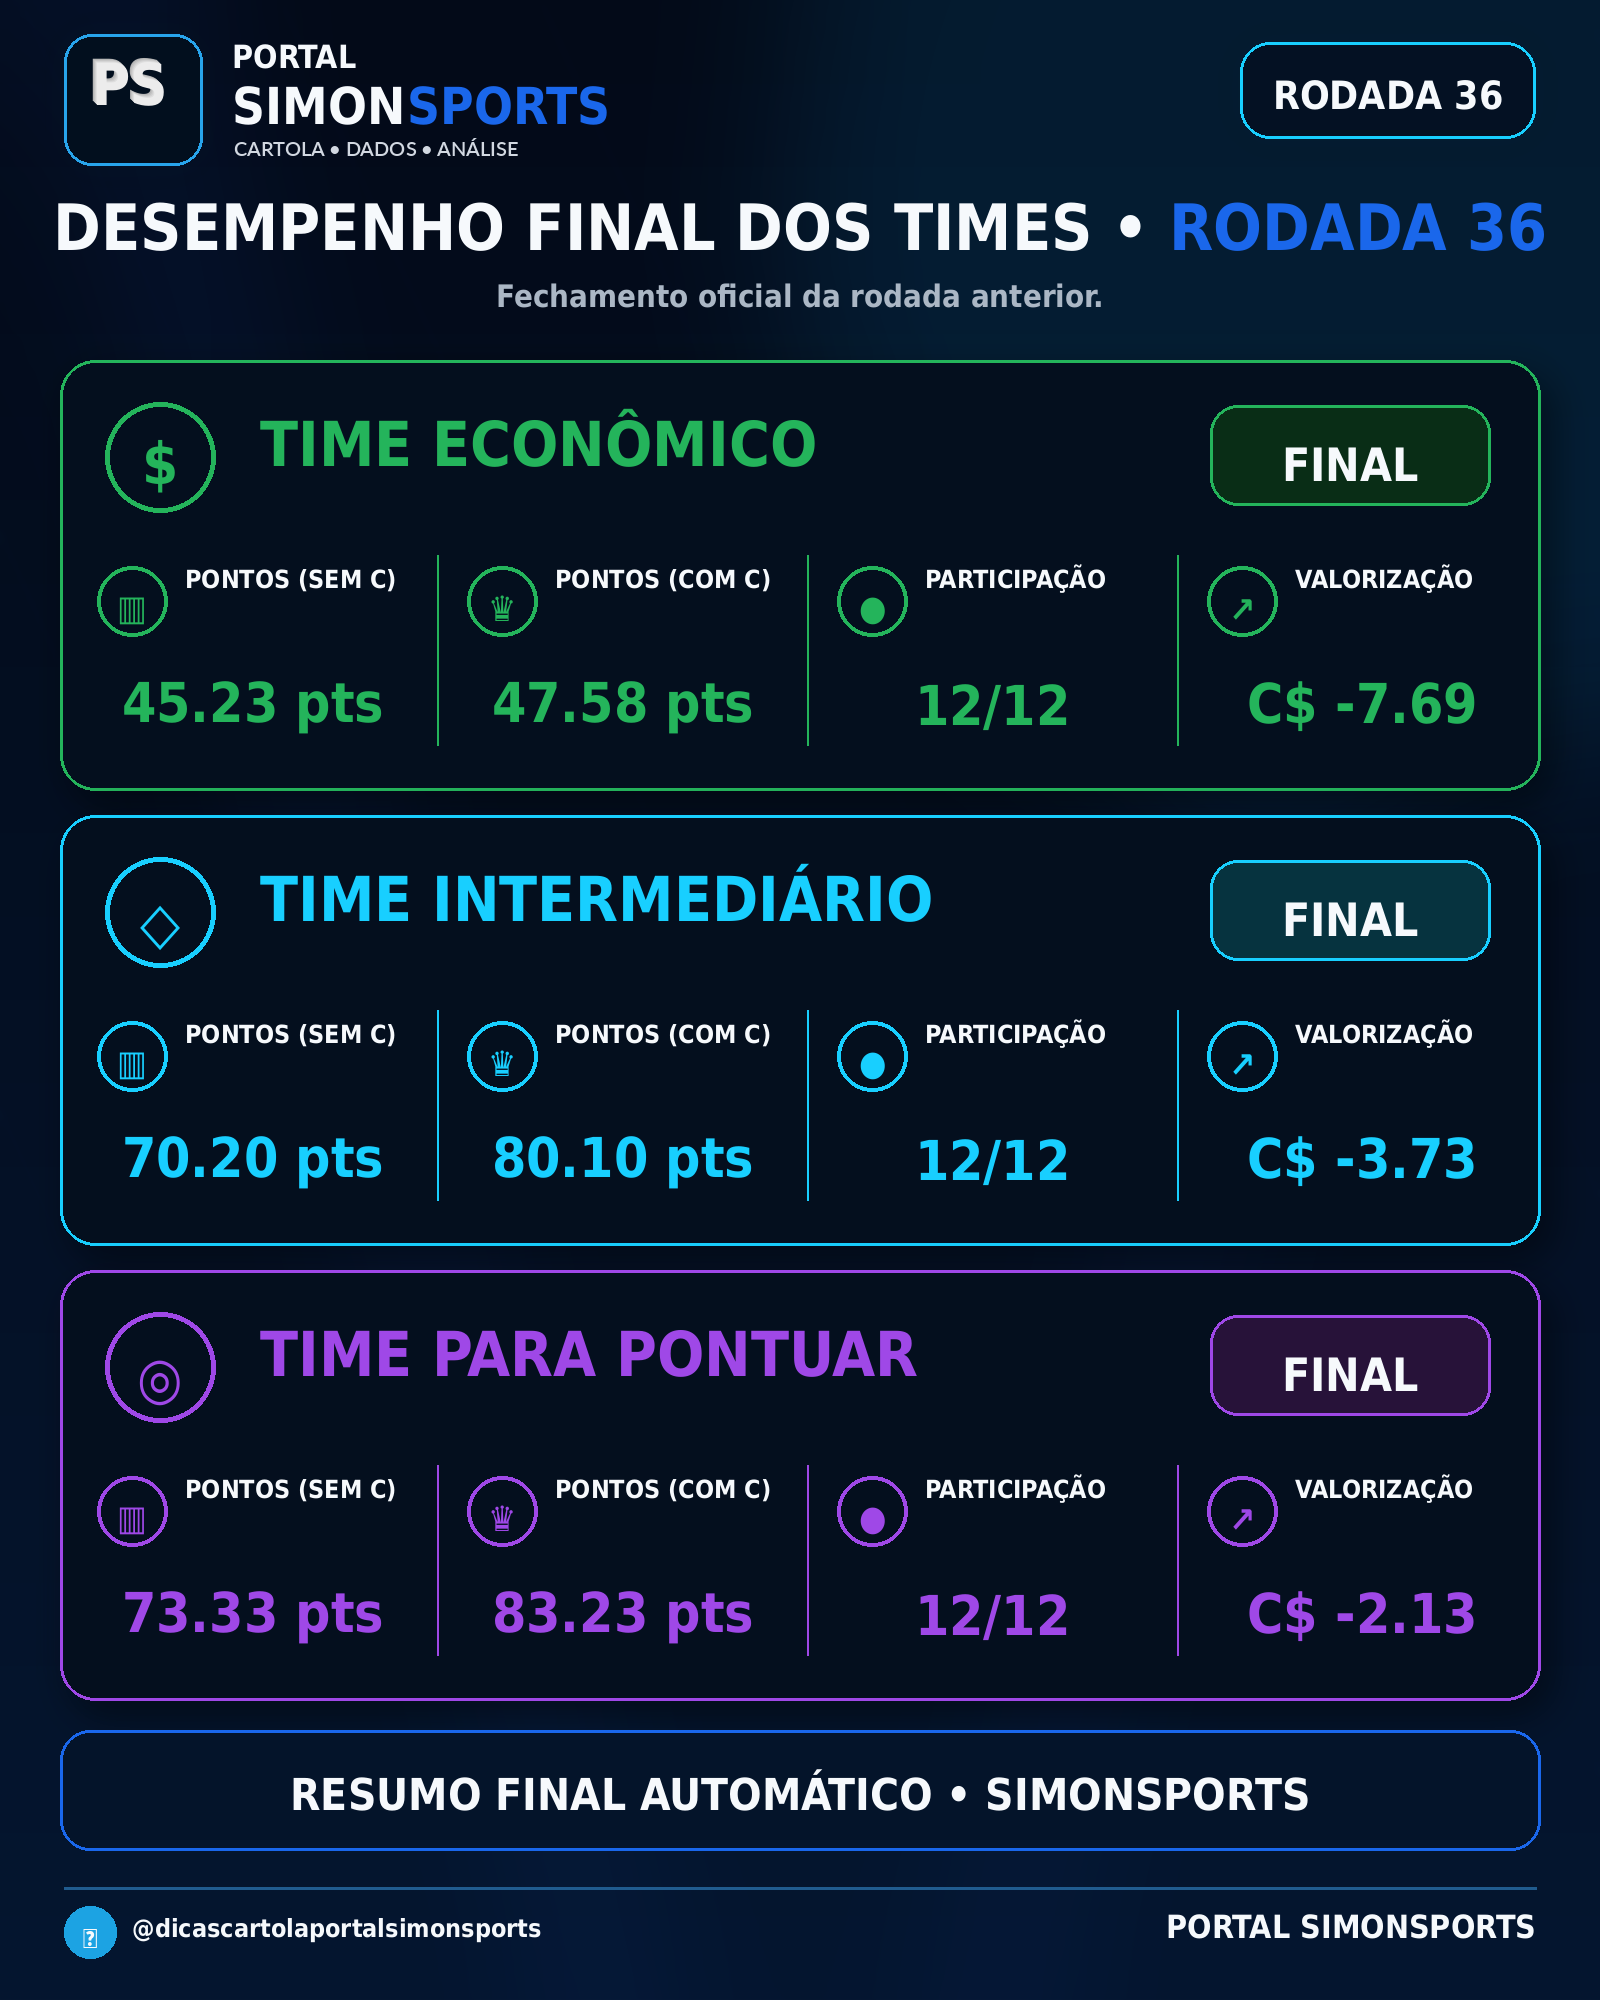 PS
PORTAL
SIMONSPORTS
CARTOLA • DADOS • ANÁLISE
RODADA 36
DESEMPENHO FINAL DOS TIMES • RODADA 36
Fechamento oficial da rodada anterior.
$ TIME ECONÔMICO
FINAL
PONTOS (SEM C) PONTOS (COM C) PARTICIPAÇÃO VALORIZAÇÃO
45.23 pts 47.58 pts 12/12 C$ -7.69
TIME INTERMEDIÁRIO
FINAL
PONTOS (SEM C) PONTOS (COM C) PARTICIPAÇÃO VALORIZAÇÃO
70.20 pts 80.10 pts 12/12 C$ -3.73
TIME PARA PONTUAR
FINAL
PONTOS (SEM C) PONTOS (COM C) PARTICIPAÇÃO VALORIZAÇÃO
73.33 pts 83.23 pts 12/12 C$ -2.13
RESUMO FINAL AUTOMÁTICO • SIMONSPORTS
@dicascartolaportalsimonsports
PORTAL SIMONSPORTS